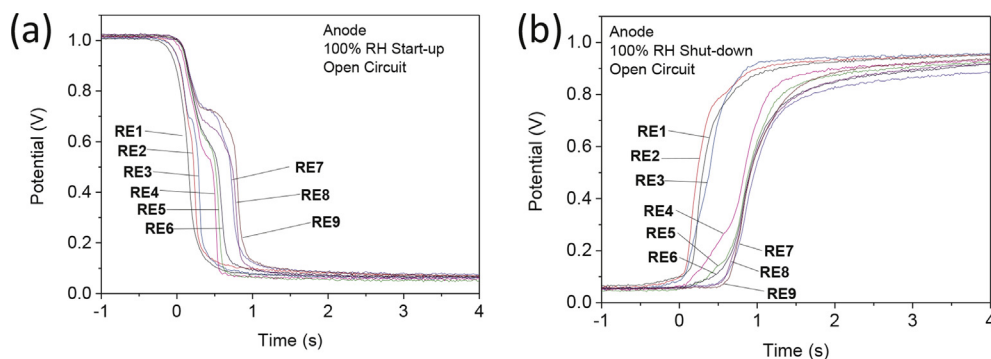 (a)
Anode
100% RH Start-up
Open Circuit
Potential (V)
1.0
0.8
0.6
0.4
0.2
0.0
RE1
RE2
RE3
RE4
RE5
RE6
RE7
RE8
RE9
-1 0 1 2 3 4
Time (s)
(b)
Anode
100% RH Shut-down
Open Circuit
Potential (V)
1.0
0.8
0.6
0.4
0.2
0.0
RE1
RE2
RE3
RE4
RE5
RE6
RE7
RE8
RE9
-1 0 1 2 3 4
Time (s)